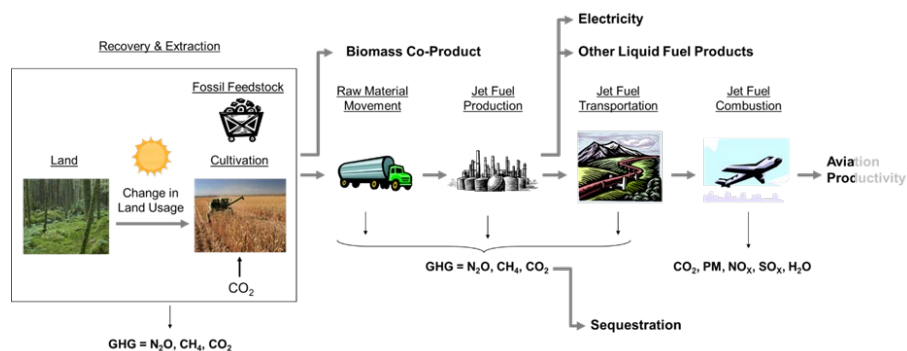 Recovery & Extraction
Fossil Feedstock
Land
Cultivation
Change in
Land Usage
CO₂
GHG = N₂O, CH₄, CO₂
Biomass Co-Product
Raw Material
Movement
Jet Fuel
Production
Electricity
Other Liquid Fuel Products
Jet Fuel
Transportation
Jet Fuel
Combustion
Aviation
Productivity
GHG = N₂O, CH₄, CO₂
CO₂, PM, NOₓ, SOₓ, H₂O
Sequestration